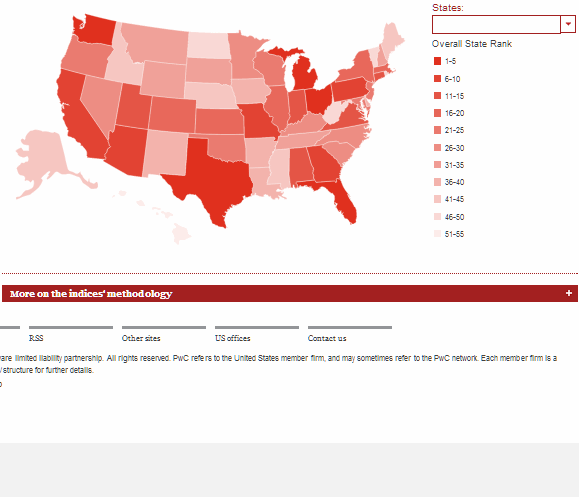 States:
Overall State Rank
1-5
6-10
11-15
16-20
21-25
26-30
31-35
36-40
41-45
46-50
51-55
More on the indices' methodology +
RSS
Other sites
US offices
Contact us
are limited liability partnership. All rights reserved. PwC refers to the United States member firm, and may sometimes refer to the PwC network. Each member firm is a
/structure for further details.